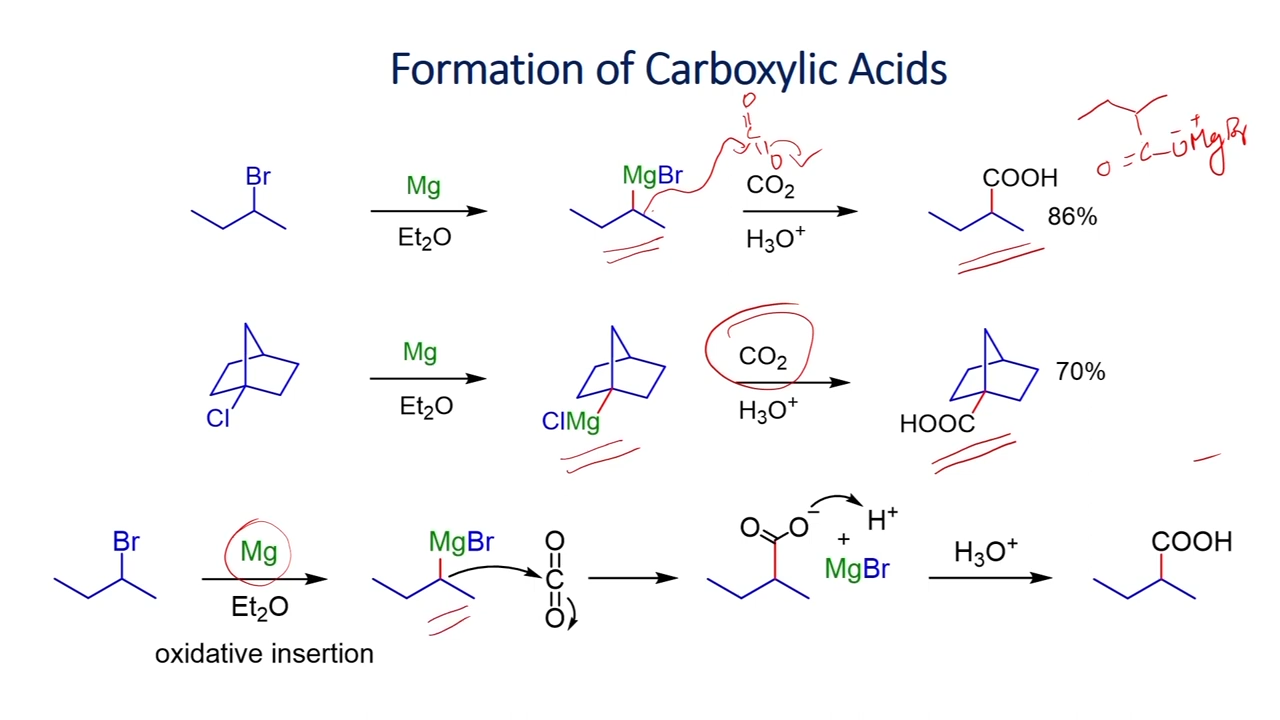 Formation of Carboxylic Acids
O
=
C
=
O
O=C-O⁻ ⁺MgBr
Br
Mg
Et₂O
MgBr
CO₂
H₃O⁺
COOH
86%
Cl
Mg
Et₂O
ClMg
CO₂
H₃O⁺
HOOC
70%
Br
Mg
Et₂O
oxidative insertion
MgBr
O
C
O
O O⁻
H⁺
+
MgBr
H₃O⁺
COOH